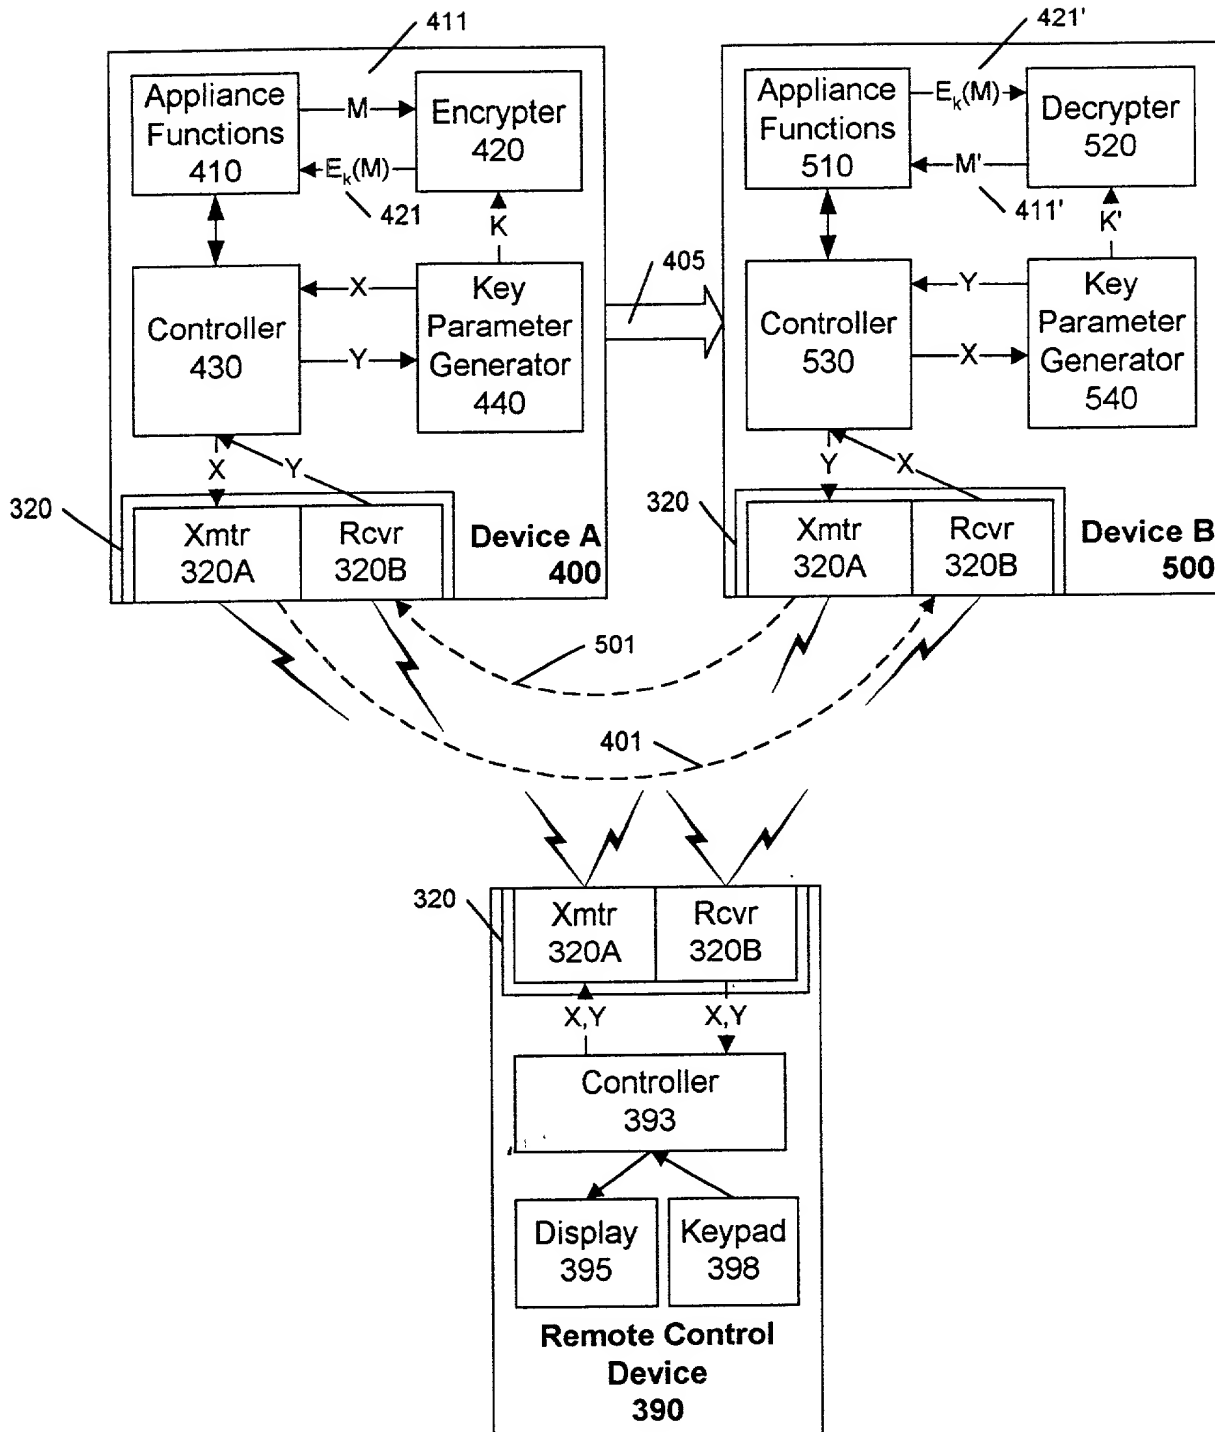 411
Appliance
Functions
410
M
Encrypter
420
Ek(M)
421
K
Controller
430
X
Y
Key
Parameter
Generator
440
X
Y
320
Xmtr
320A
Rcvr
320B
Device A
400
405
421'
Appliance
Functions
510
Ek(M)
Decrypter
520
M'
411'
K'
Controller
530
Y
X
Key
Parameter
Generator
540
Y
X
320
Xmtr
320A
Rcvr
320B
Device B
500
501
401
320
Xmtr
320A
Rcvr
320B
X,Y
X,Y
Controller
393
Display
395
Keypad
398
Remote Control
Device
390